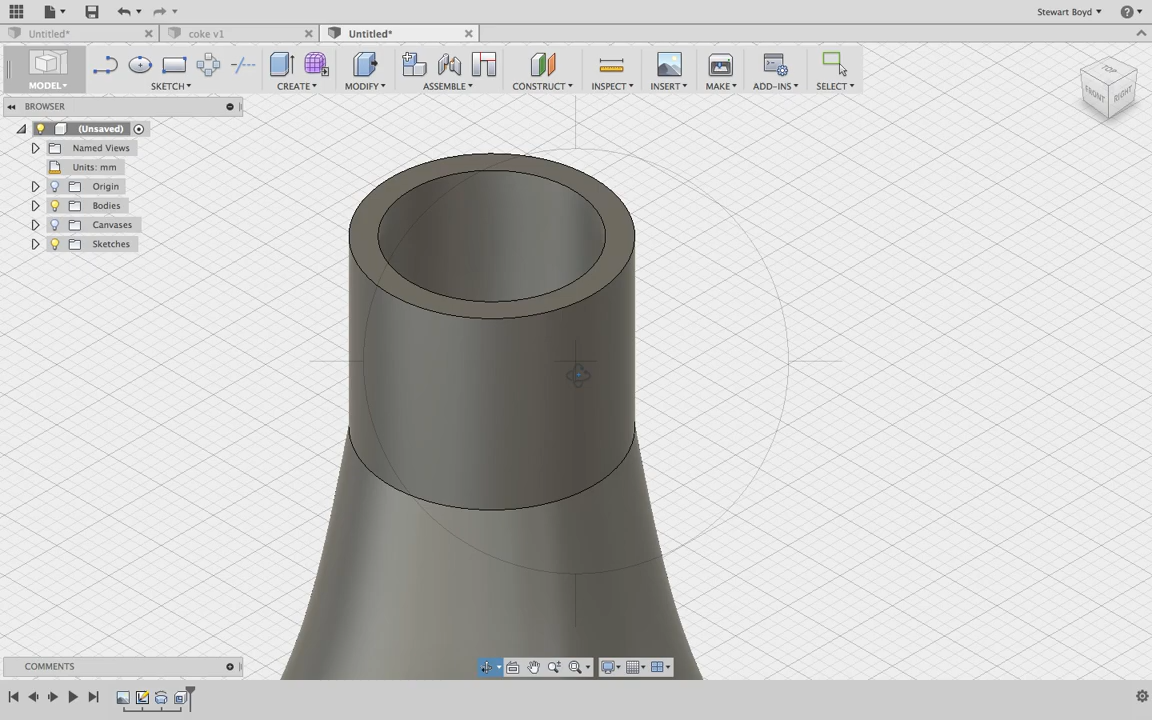 Stewart Boyd
Untitled*
coke v1
Untitled*
MODEL
SKETCH
CREATE
MODIFY
ASSEMBLE
CONSTRUCT
INSPECT
INSERT
MAKE
ADD-INS
SELECT
BROWSER
(Unsaved)
Named Views
Units: mm
Origin
Bodies
Canvases
Sketches
TOP
FRONT
RIGHT
COMMENTS